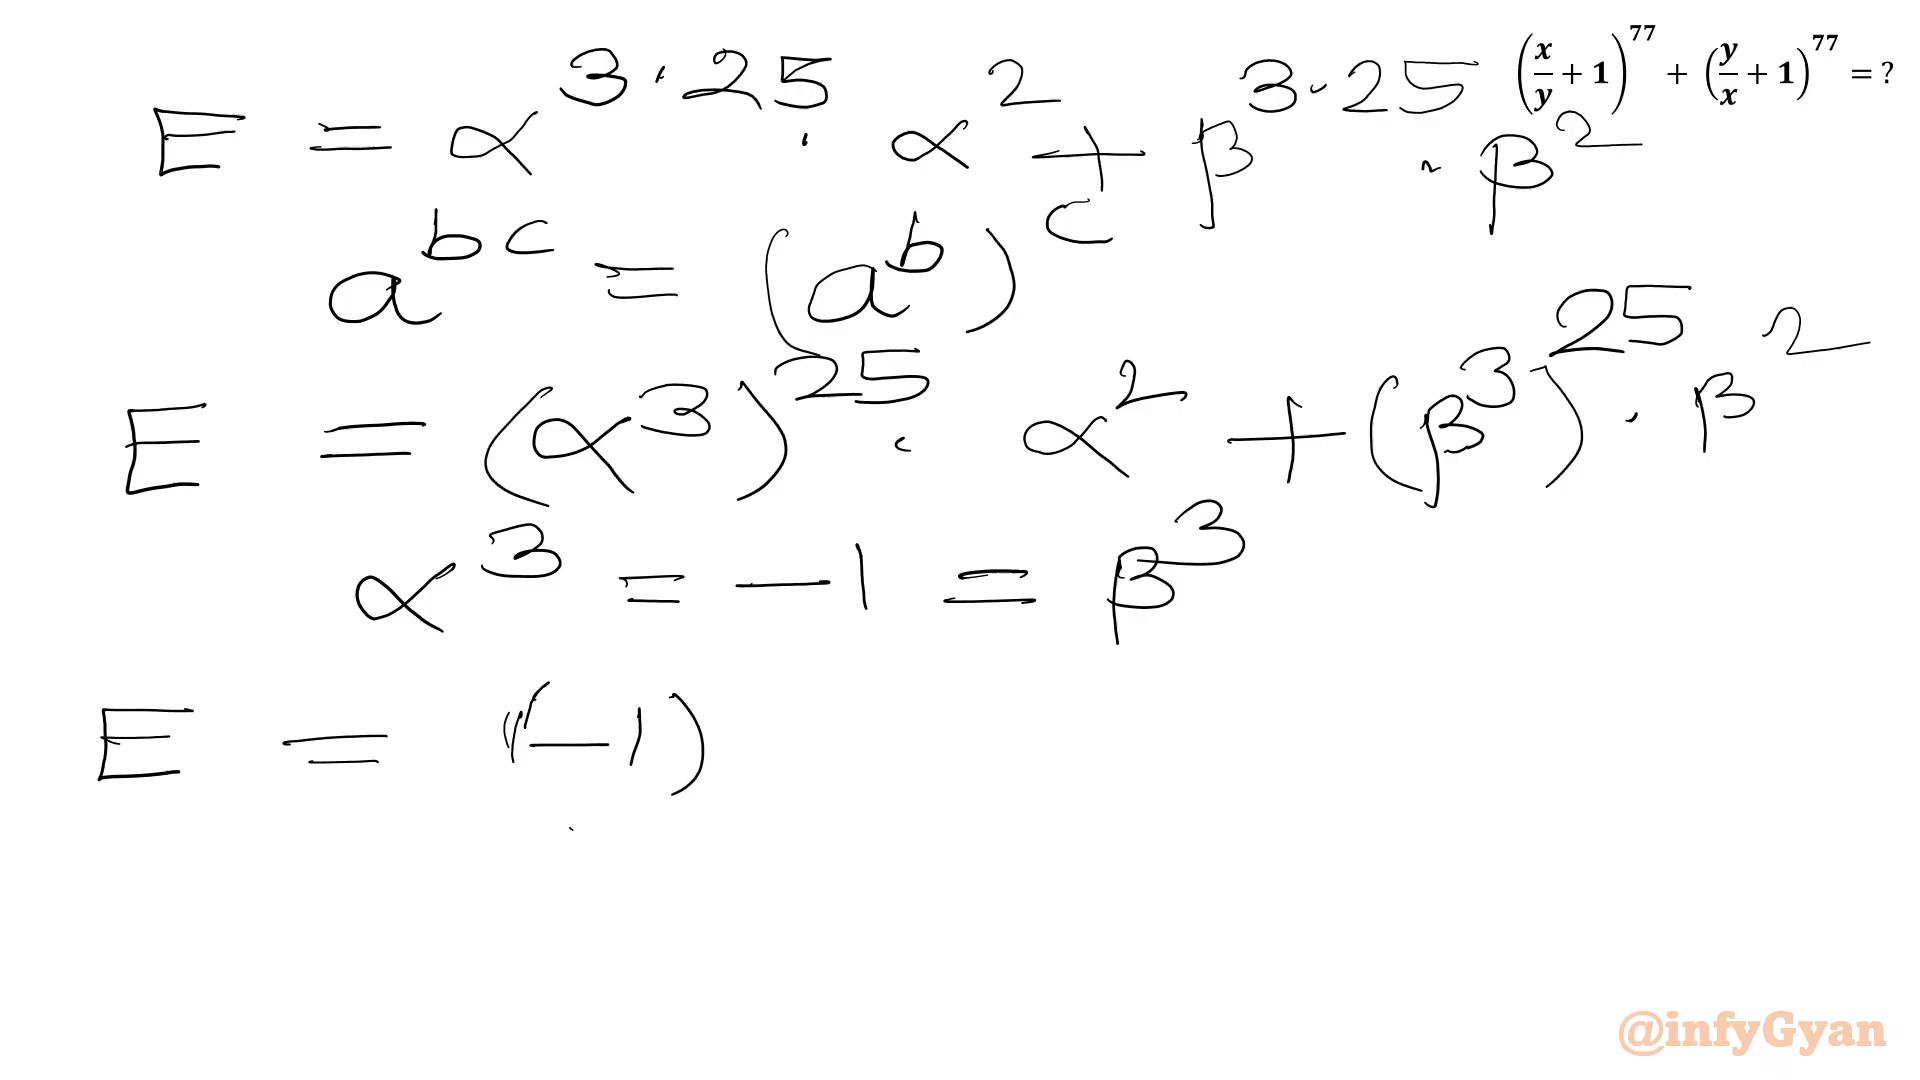 (x/y + 1)^77 + (y/x + 1)^77 = ?
E = α^(3·25) · α^2 + β^(3·25) · β^2
a^(bc) = (a^b)^c
E = (α^3)^25 · α^2 + (β^3)^25 · β^2
α^3 = -1 = β^3
E = (-1)
@infyGyan